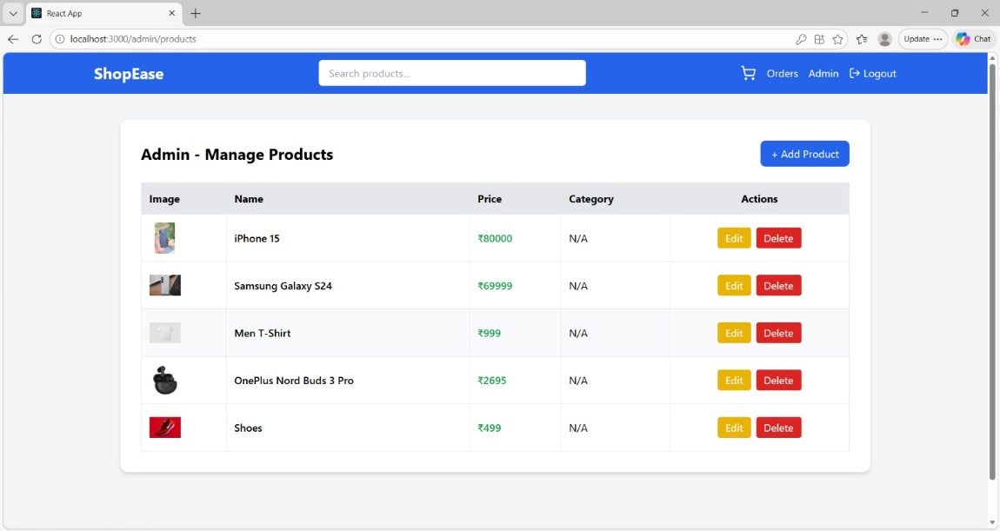 React App
localhost:3000/admin/products
Update
Chat
ShopEase
Search products...
Orders Admin Logout
Admin - Manage Products
+ Add Product
Image Name Price Category Actions
iPhone 15 ₹80000 N/A Edit Delete
Samsung Galaxy S24 ₹69999 N/A Edit Delete
Men T-Shirt ₹999 N/A Edit Delete
OnePlus Nord Buds 3 Pro ₹2695 N/A Edit Delete
Shoes ₹499 N/A Edit Delete